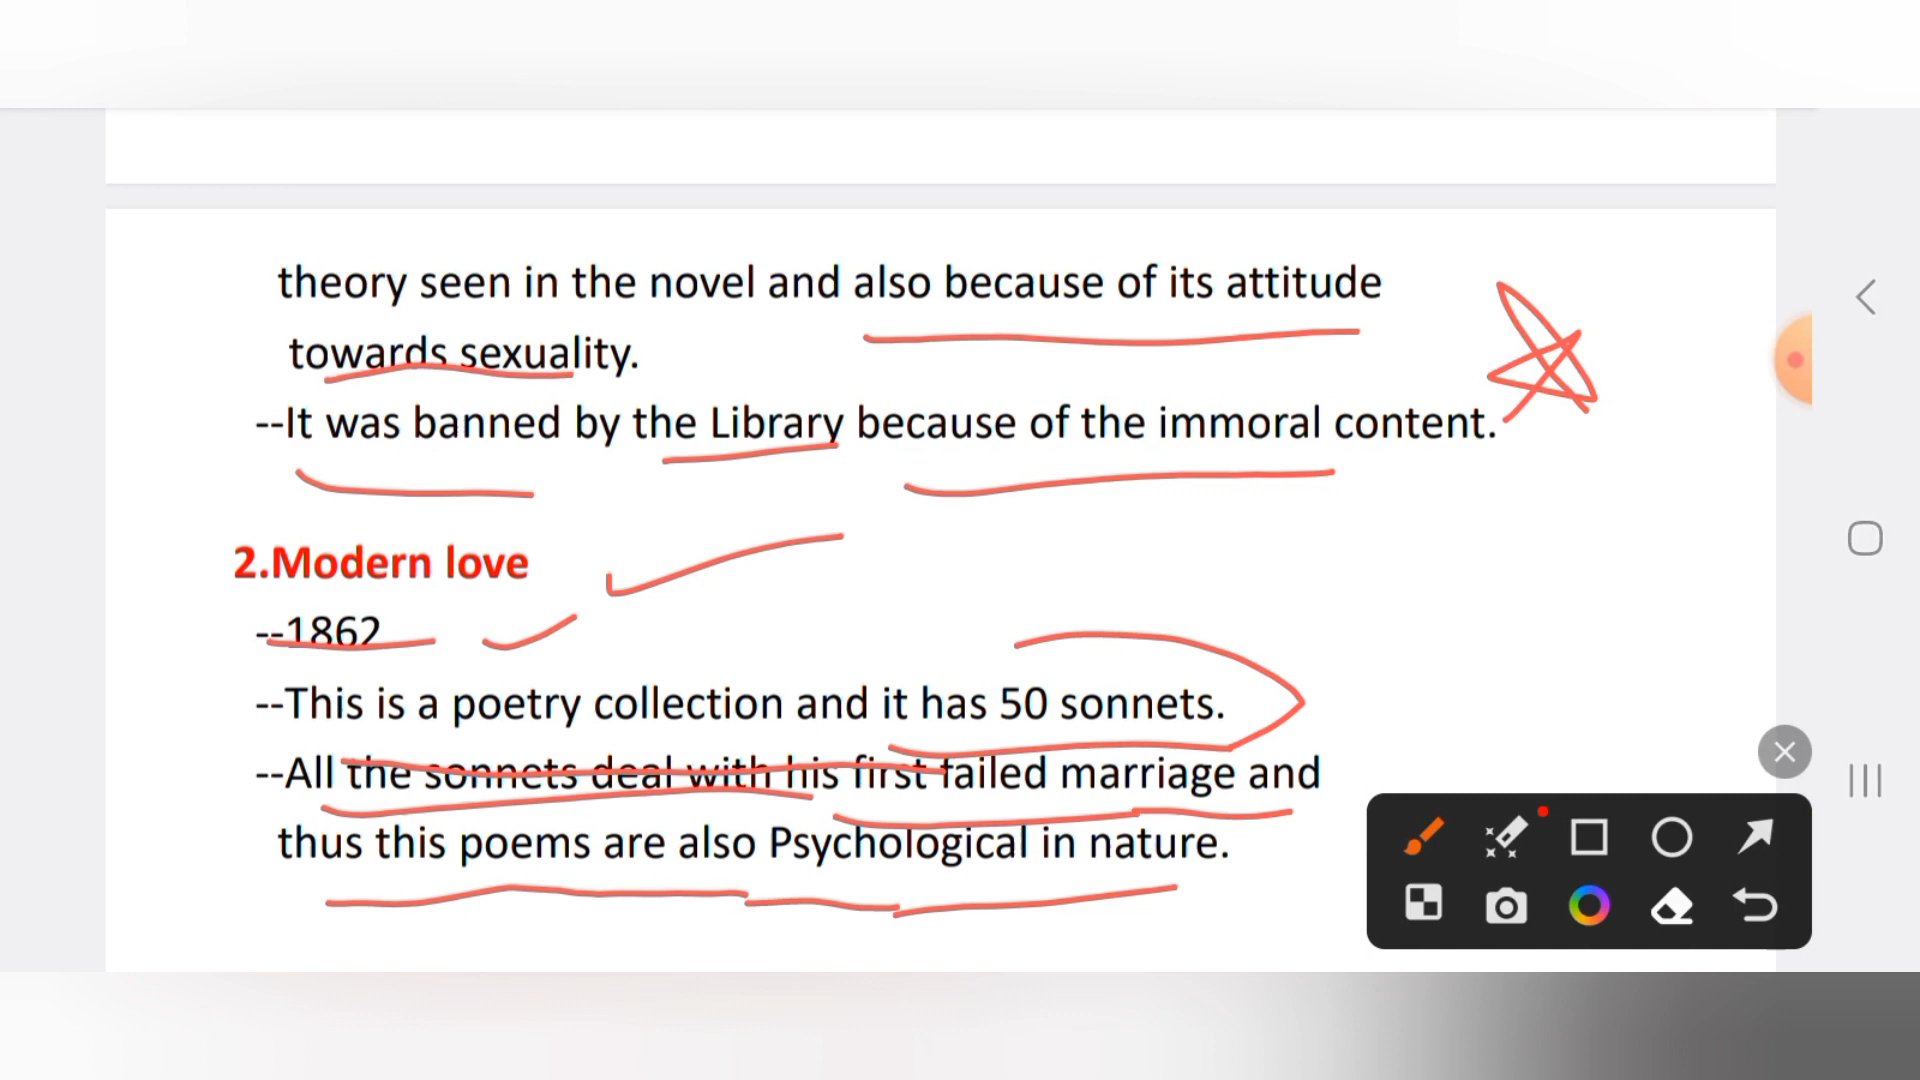 theory seen in the novel and also because of its attitude
towards sexuality.
--It was banned by the Library because of the immoral content.
2.Modern love
--1862
--This is a poetry collection and it has 50 sonnets.
--All the sonnets deal with his first failed marriage and
thus this poems are also Psychological in nature.